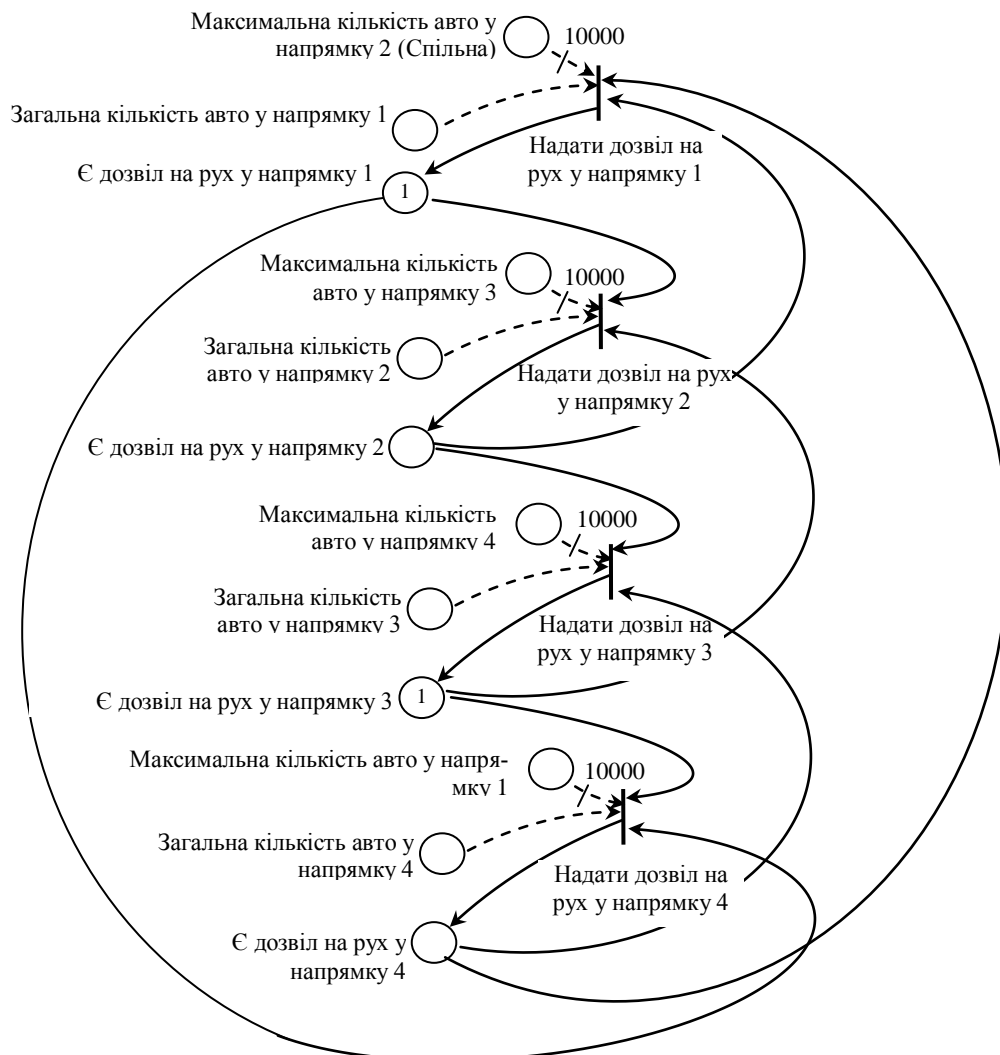 Максимальна кількість авто у
напрямку 2 (Спільна)
10000
Загальна кількість авто у напрямку 1
Надати дозвіл на
рух у напрямку 1
Є дозвіл на рух у напрямку 1
1
Максимальна кількість
авто у напрямку 3
10000
Загальна кількість
авто у напрямку 2
Надати дозвіл на рух
у напрямку 2
Є дозвіл на рух у напрямку 2
Максимальна кількість
авто у напрямку 4
10000
Загальна кількість
авто у напрямку 3
Надати дозвіл на
рух у напрямку 3
Є дозвіл на рух у напрямку 3
1
Максимальна кількість авто у напря-
мку 1
10000
Загальна кількість авто у
напрямку 4
Надати дозвіл на
рух у напрямку 4
Є дозвіл на рух у
напрямку 4